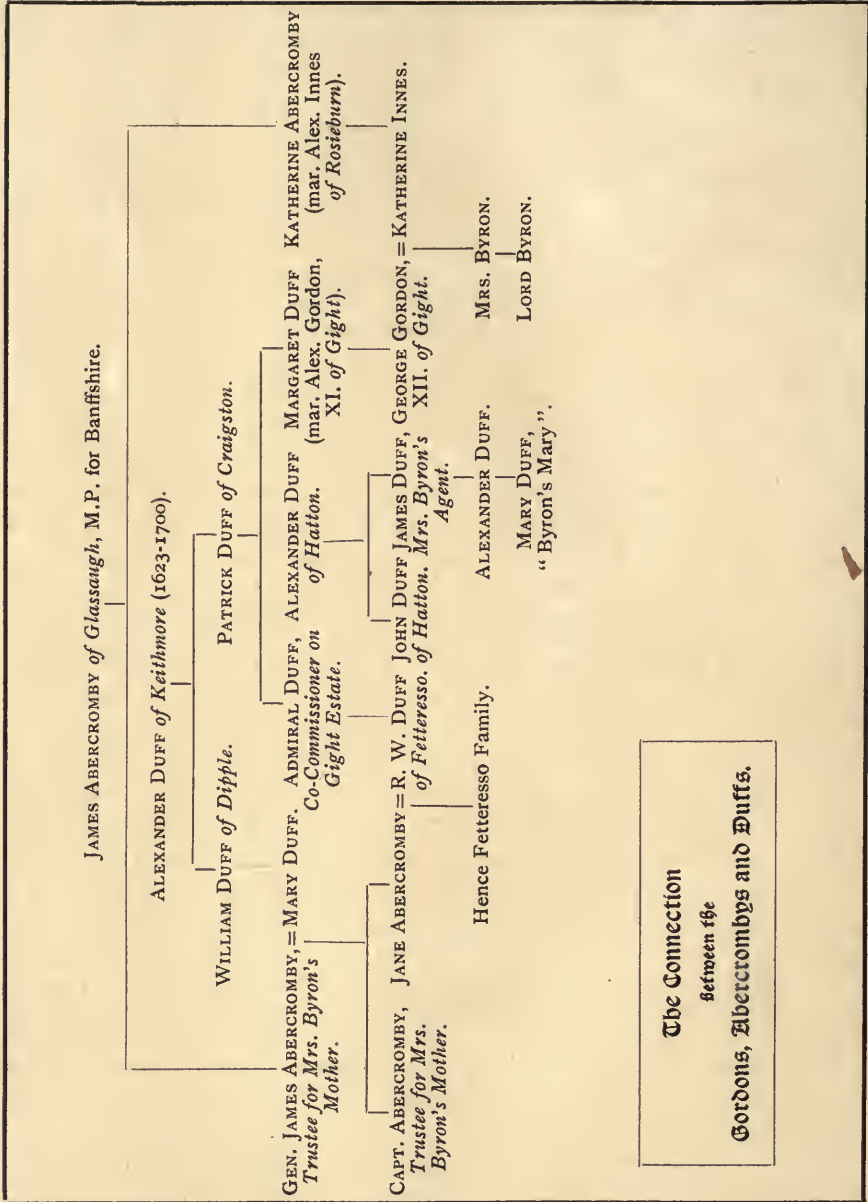 JAMES ABERCROMBY of Glassaugh, M.P. for Banffshire.
ALEXANDER DUFF of Keithmore (1623-1700).
WILLIAM DUFF of Dipple.
PATRICK DUFF of Craigston.
GEN. JAMES ABERCROMBY, = MARY DUFF.
Trustee for Mrs. Byron's
Mother.
ADMIRAL DUFF,
Co-Commissioner on
Gight Estate.
ALEXANDER DUFF
of Hatton.
MARGARET DUFF
(mar. Alex. Gordon,
XI. of Gight).
KATHERINE ABERCROMBY
(mar. Alex. Innes
of Rosieburn).
CAPT. ABERCROMBY,
Trustee for Mrs.
Byron's Mother.
JANE ABERCROMBY = R. W. DUFF
of Fetteresso.
JOHN DUFF
of Hatton.
JAMES DUFF,
Mrs. Byron's
Agent.
GEORGE GORDON, = KATHERINE INNES.
XII. of Gight.
Hence Fetteresso Family.
ALEXANDER DUFF.
MRS. BYRON.
MARY DUFF,
"Byron's Mary".
LORD BYRON.
The Connection
Between the
Gordons, Abercrombys and Duffs.